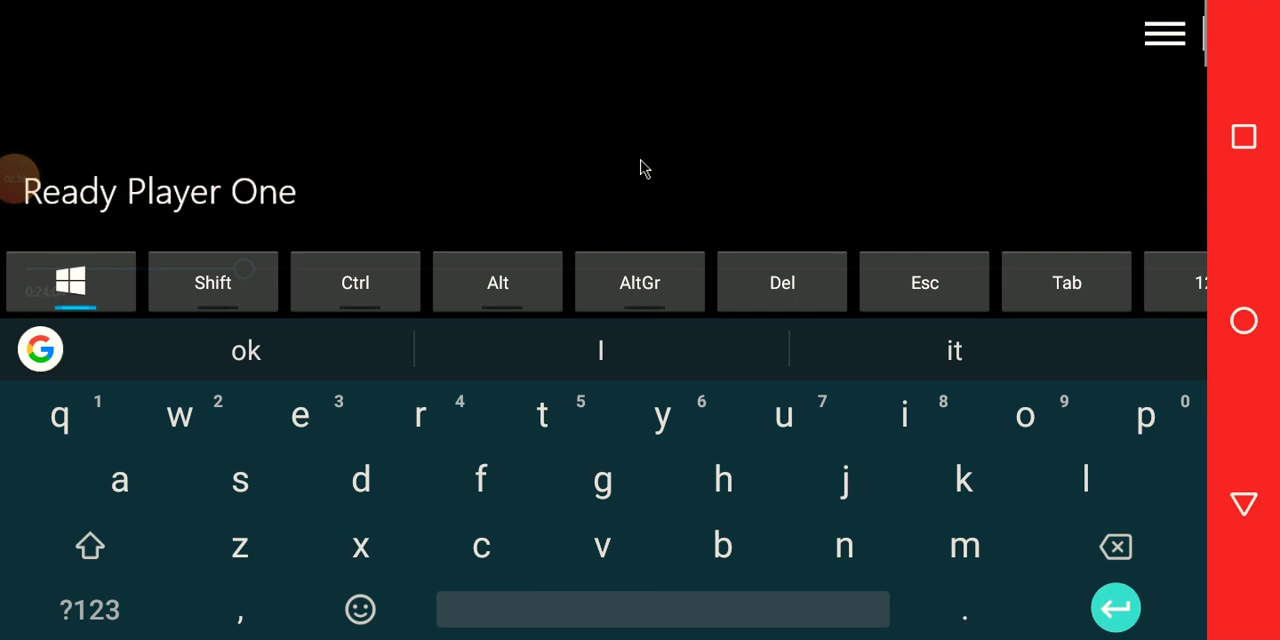 Ready Player One
Shift Ctrl Alt AltGr Del Esc Tab
ok I it
q 1 w 2 e 3 r 4 t 5 y 6 u 7 i 8 o 9 p 0
a s d f g h j k l
z x c v b n m
?123 , .